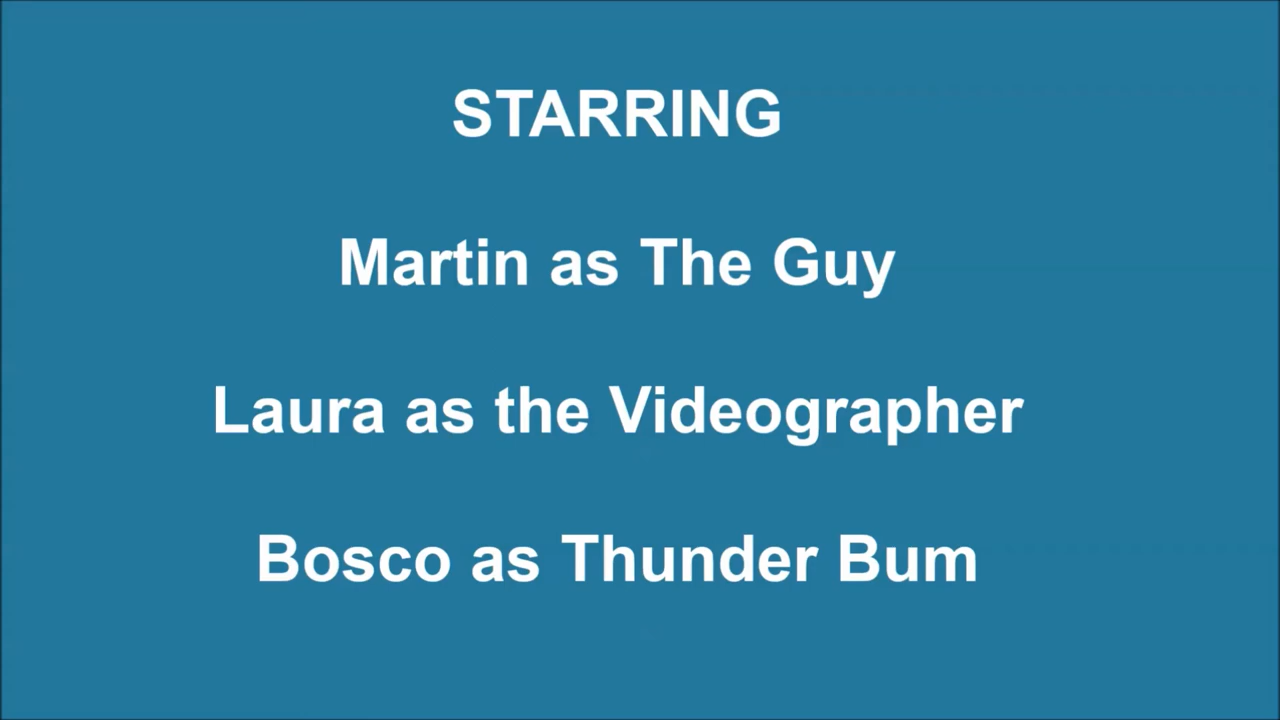 STARRING
Martin as The Guy
Laura as the Videographer
Bosco as Thunder Bum